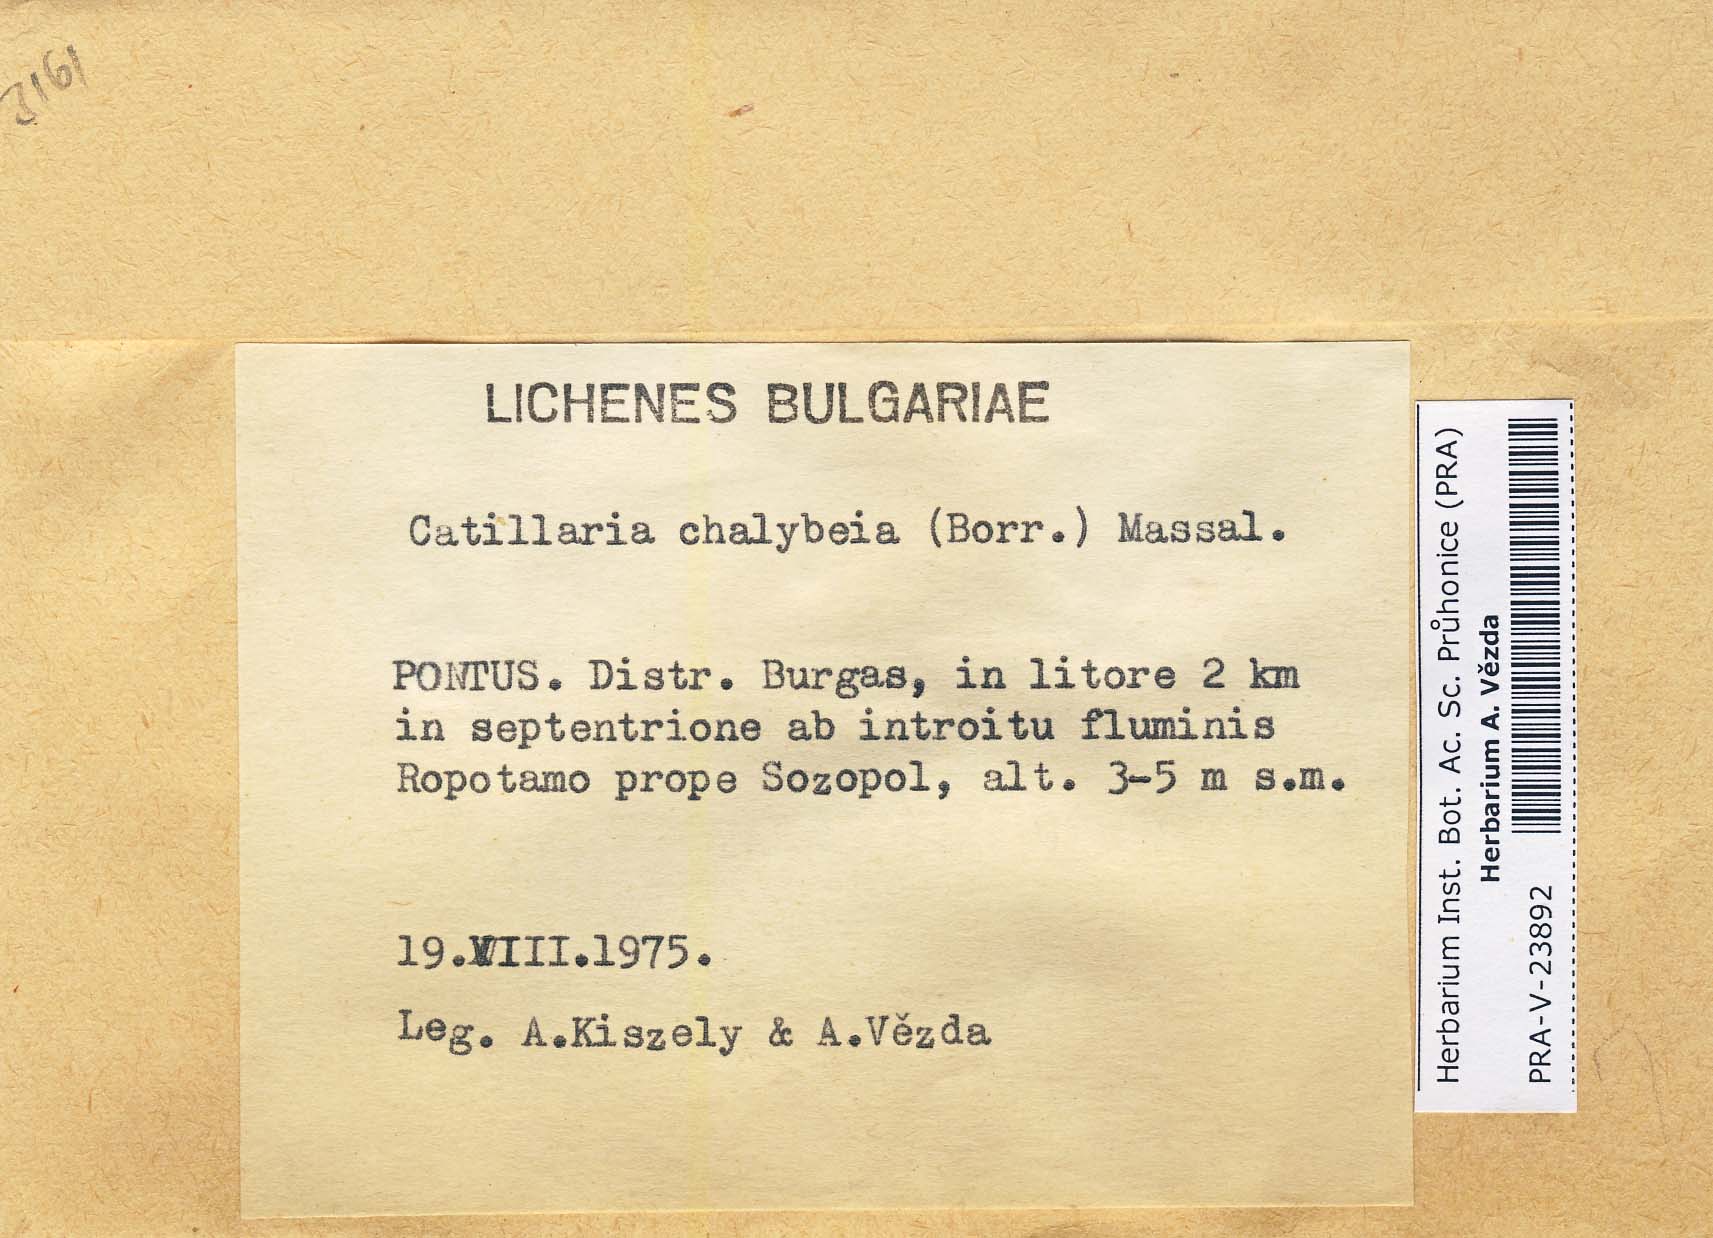 3161
LICHENES BULGARIAE
Catillaria chalybeia (Borr.) Massal.
PONTUS. Distr. Burgas, in litore 2 km
in septentrione ab introitu fluminis
Ropotamo prope Sozopol, alt. 3-5 m s.m.
19.VIII.1975.
Leg. A.Kiszely & A.Vězda
Herbarium Inst. Bot. Ac. Sc. Průhonice (PRA)
Herbarium A. Vězda
PRA-V-23892